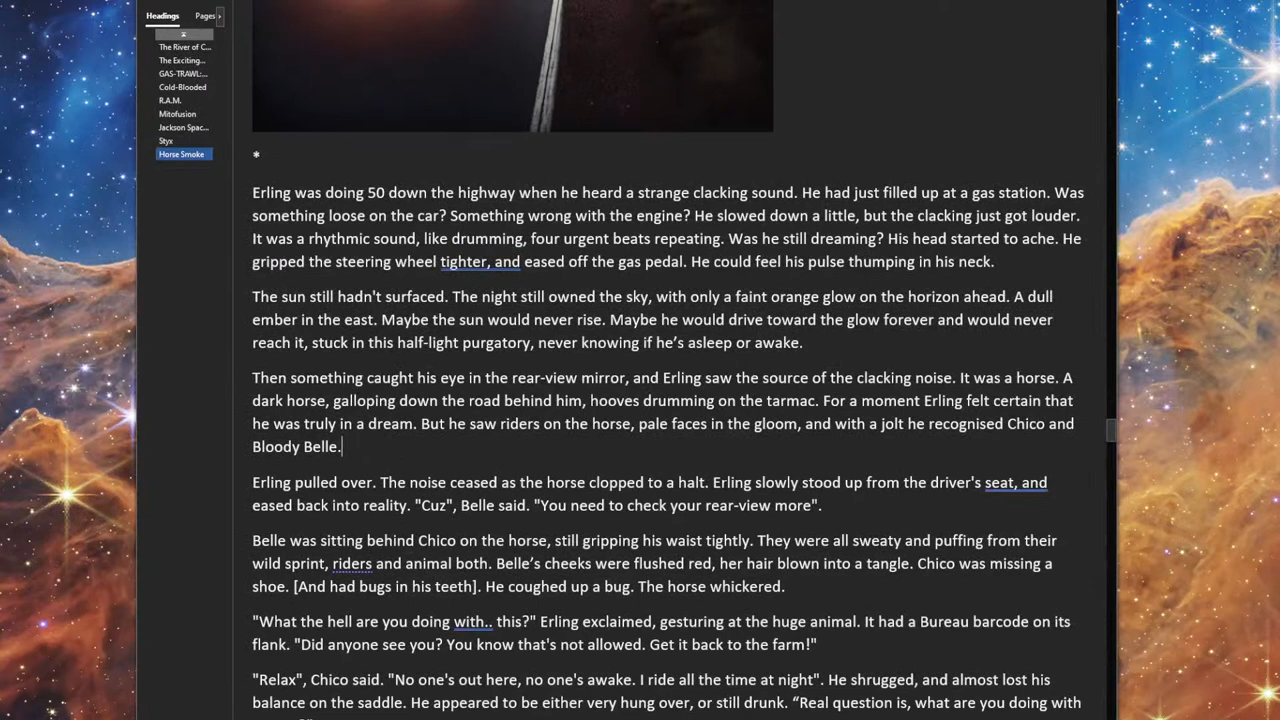 Headings
Pages
The River of C...
The Exciting...
GAS-TRAWL:...
Cold-Blooded
R.A.M.
Mitofusion
Jackson Spac...
Styx
Horse Smoke
*
Erling was doing 50 down the highway when he heard a strange clacking sound. He had just filled up at a gas station. Was
something loose on the car? Something wrong with the engine? He slowed down a little, but the clacking just got louder.
It was a rhythmic sound, like drumming, four urgent beats repeating. Was he still dreaming? His head started to ache. He
gripped the steering wheel tighter, and eased off the gas pedal. He could feel his pulse thumping in his neck.
The sun still hadn't surfaced. The night still owned the sky, with only a faint orange glow on the horizon ahead. A dull
ember in the east. Maybe the sun would never rise. Maybe he would drive toward the glow forever and would never
reach it, stuck in this half-light purgatory, never knowing if he’s asleep or awake.
Then something caught his eye in the rear-view mirror, and Erling saw the source of the clacking noise. It was a horse. A
dark horse, galloping down the road behind him, hooves drumming on the tarmac. For a moment Erling felt certain that
he was truly in a dream. But he saw riders on the horse, pale faces in the gloom, and with a jolt he recognised Chico and
Bloody Belle.
Erling pulled over. The noise ceased as the horse clopped to a halt. Erling slowly stood up from the driver's seat, and
eased back into reality. "Cuz", Belle said. "You need to check your rear-view more".
Belle was sitting behind Chico on the horse, still gripping his waist tightly. They were all sweaty and puffing from their
wild sprint, riders and animal both. Belle’s cheeks were flushed red, her hair blown into a tangle. Chico was missing a
shoe. [And had bugs in his teeth]. He coughed up a bug. The horse whickered.
"What the hell are you doing with.. this?" Erling exclaimed, gesturing at the huge animal. It had a Bureau barcode on its
flank. "Did anyone see you? You know that's not allowed. Get it back to the farm!"
"Relax", Chico said. "No one's out here, no one's awake. I ride all the time at night". He shrugged, and almost lost his
balance on the saddle. He appeared to be either very hung over, or still drunk. “Real question is, what are you doing with